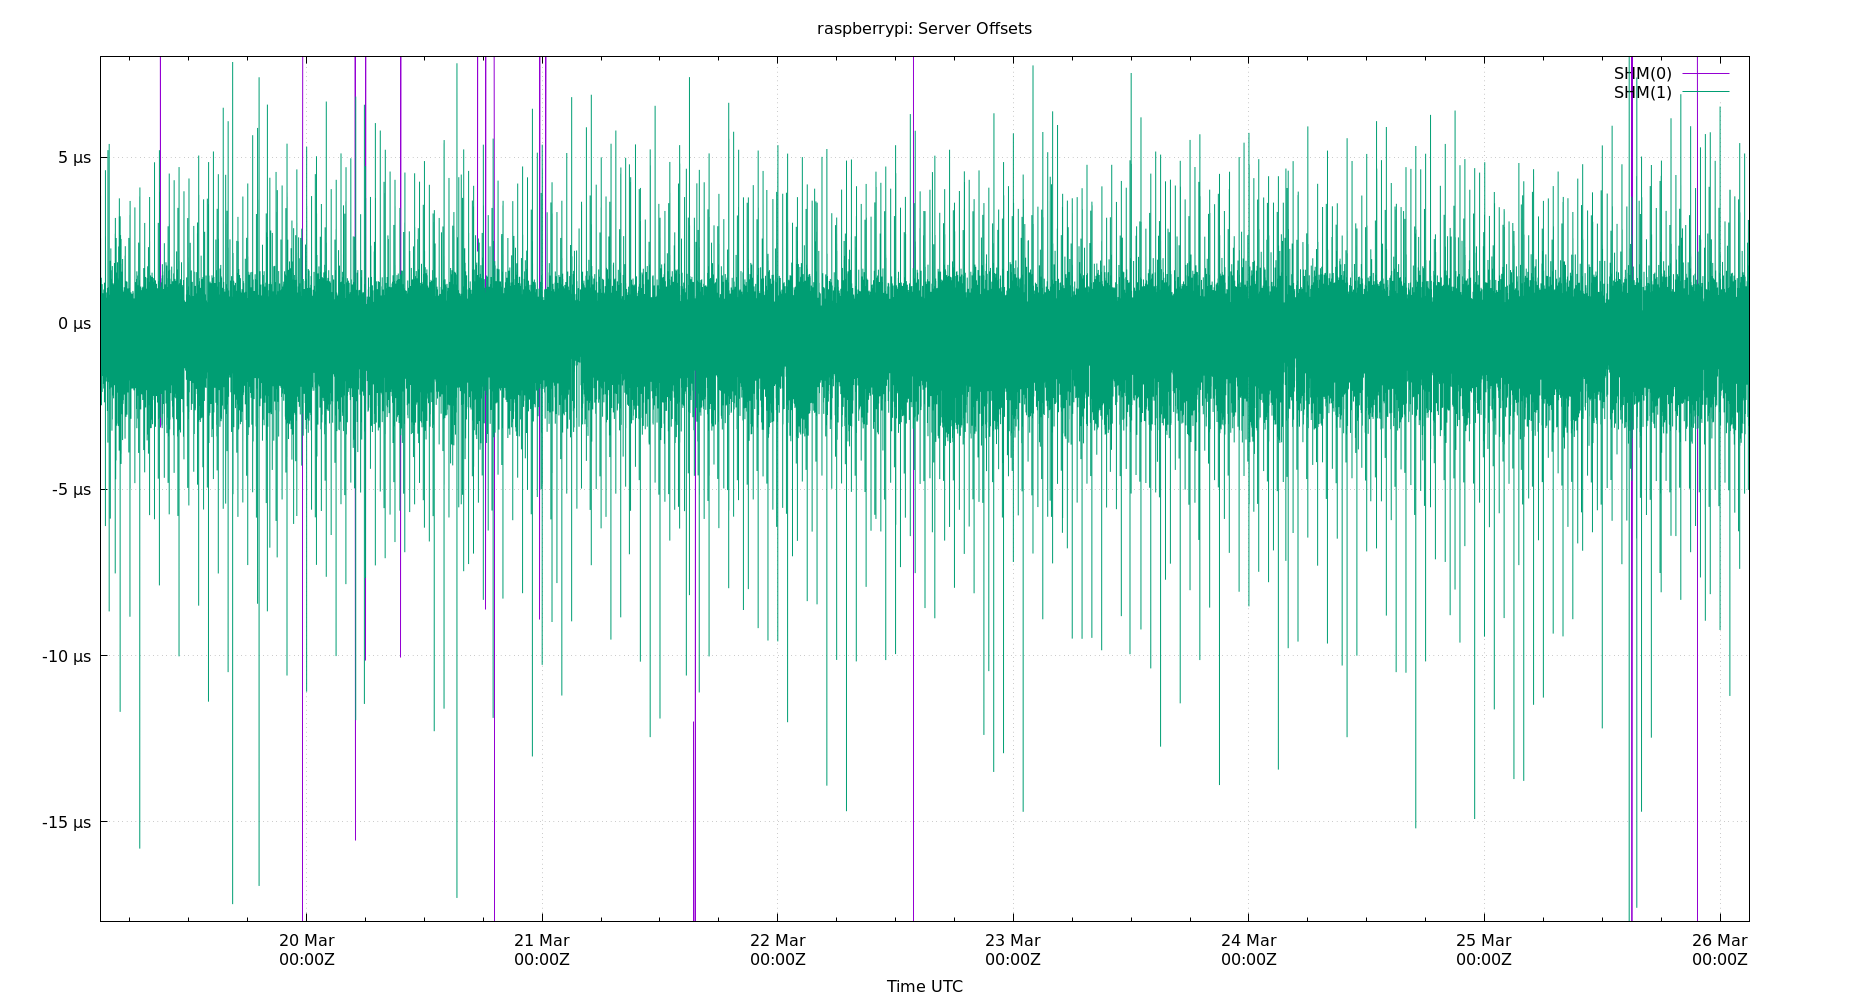 raspberrypi: Server Offsets
SHM(0)
SHM(1)
5 µs
0 µs
-5 µs
-10 µs
-15 µs
20 Mar 21 Mar 22 Mar 23 Mar 24 Mar 25 Mar 26 Mar
00:00Z 00:00Z 00:00Z 00:00Z 00:00Z 00:00Z 00:00Z
Time UTC